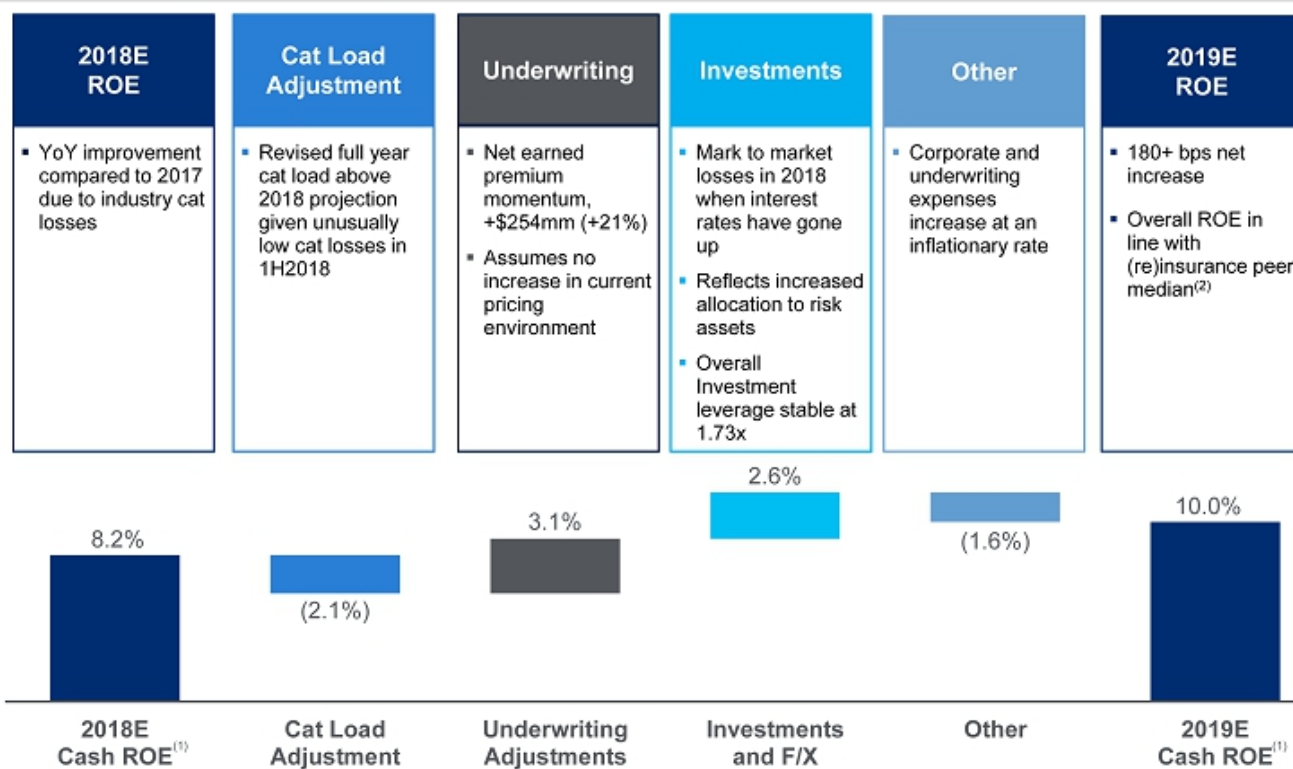 2018E
ROE
▪ YoY improvement
compared to 2017
due to industry cat
losses
Cat Load
Adjustment
▪ Revised full year
cat load above
2018 projection
given unusually
low cat losses in
1H2018
Underwriting
▪ Net earned
premium
momentum,
+$254mm (+21%)
▪ Assumes no
increase in current
pricing
environment
Investments
▪ Mark to market
losses in 2018
when interest
rates have gone
up
▪ Reflects increased
allocation to risk
assets
▪ Overall
Investment
leverage stable at
1.73x
Other
▪ Corporate and
underwriting
expenses
increase at an
inflationary rate
2019E
ROE
▪ 180+ bps net
increase
▪ Overall ROE in
line with
(re)insurance peer
median(2)
8.2%
(2.1%)
3.1%
2.6%
(1.6%)
10.0%
2018E
Cash ROE(1)
Cat Load
Adjustment
Underwriting
Adjustments
Investments
and F/X
Other
2019E
Cash ROE(1)